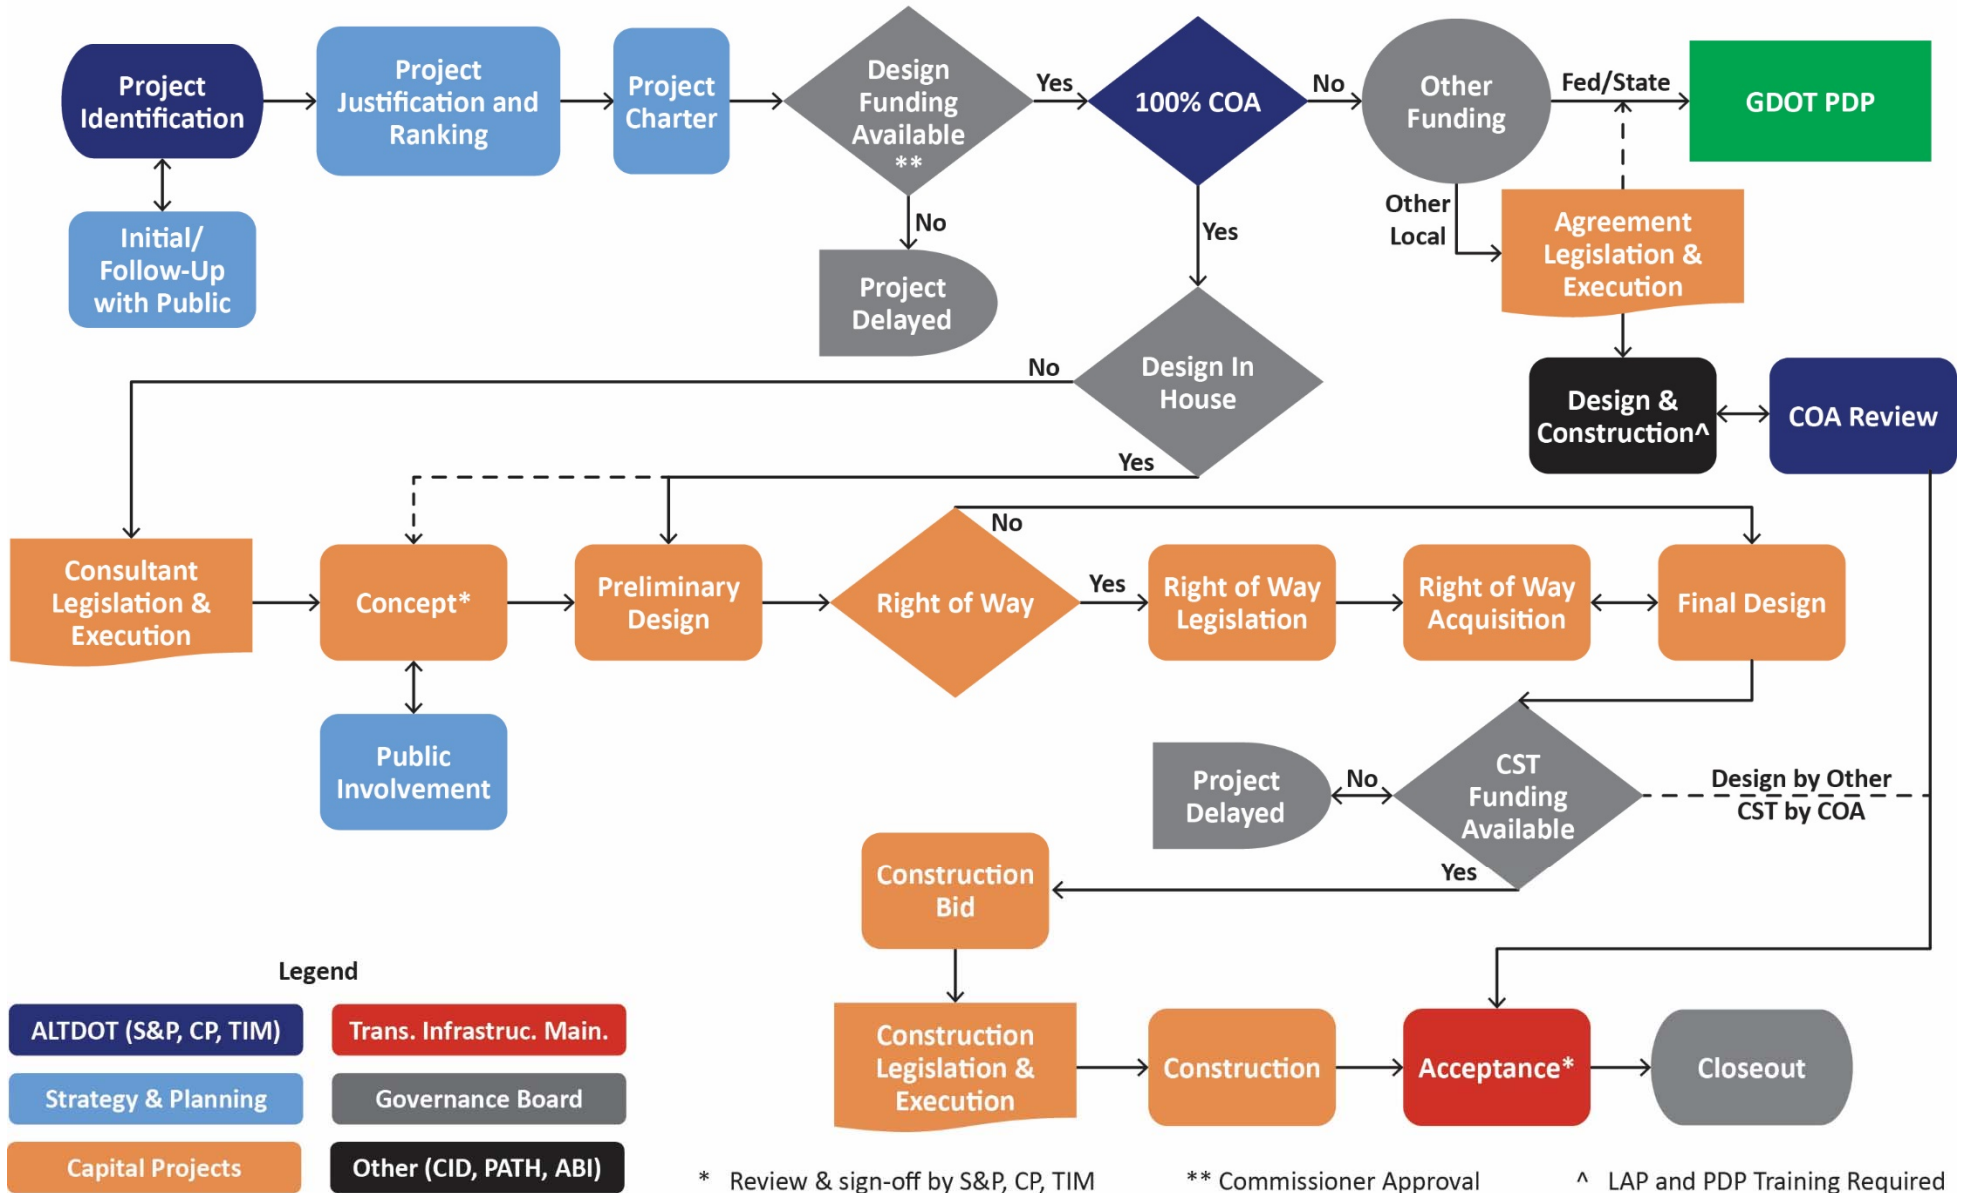 Project
Identification
Project
Justification and
Ranking
Project
Charter
Design
Funding
Available
**
Yes
100% COA
No
Other
Funding
Fed/State
GDOT PDP
Initial/
Follow-Up
with Public
No
Project
Delayed
Yes
Other
Local
Agreement
Legislation &
Execution
No
Design In
House
Yes
Design &
Construction^
COA Review
Consultant
Legislation &
Execution
Concept*
Preliminary
Design
Right of Way
No
Yes
Right of Way
Legislation
Right of Way
Acquisition
Final Design
Public
Involvement
Project
Delayed
No
CST
Funding
Available
Design by Other
CST by COA
Yes
Construction
Bid
Construction
Legislation &
Execution
Construction
Acceptance*
Closeout
Legend
ALTDOT (S&P, CP, TIM)
Trans. Infrastruc. Main.
Strategy & Planning
Governance Board
Capital Projects
Other (CID, PATH, ABI)
* Review & sign-off by S&P, CP, TIM
** Commissioner Approval
^ LAP and PDP Training Required